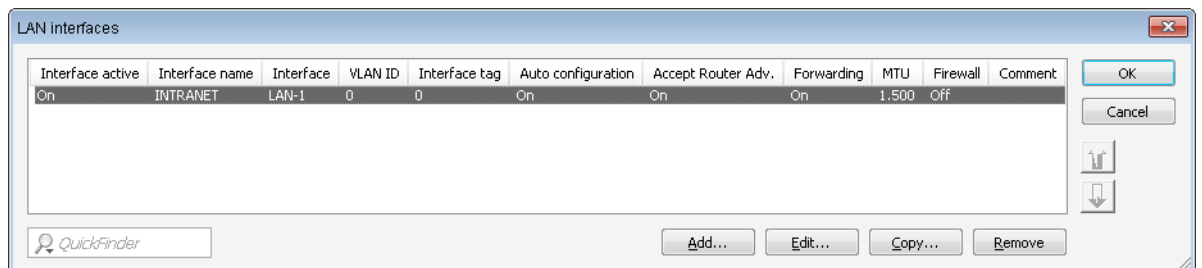 LAN interfaces
Interface active Interface name Interface VLAN ID Interface tag Auto configuration Accept Router Adv. Forwarding MTU Firewall Comment
On INTRANET LAN-1 0 0 On On On 1.500 Off
OK
Cancel
QuickFinder
Add... Edit... Copy... Remove